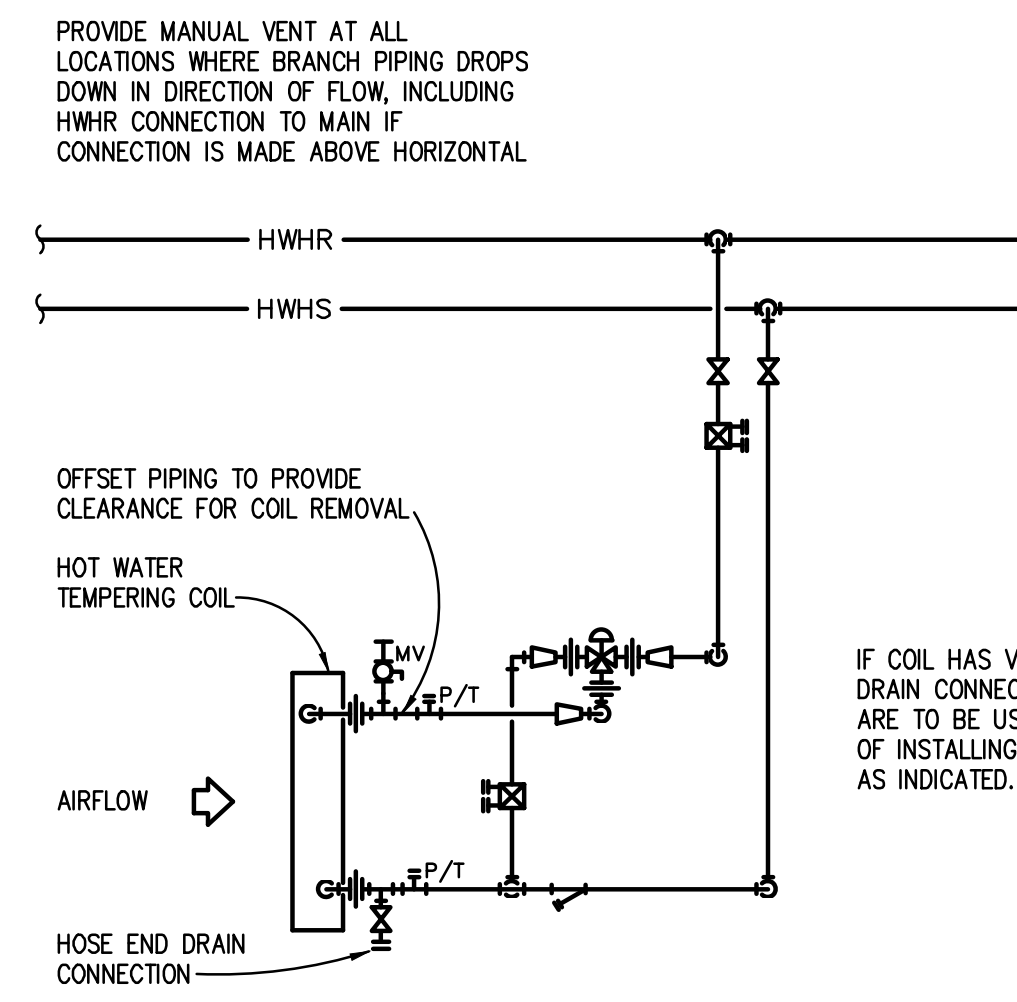 PROVIDE MANUAL VENT AT ALL
LOCATIONS WHERE BRANCH PIPING DROPS
DOWN IN DIRECTION OF FLOW, INCLUDING
HWHR CONNECTION TO MAIN IF
CONNECTION IS MADE ABOVE HORIZONTAL
HWHR
HWHS
OFFSET PIPING TO PROVIDE
CLEARANCE FOR COIL REMOVAL
HOT WATER
TEMPERING COIL
MV
P/T
AIRFLOW
P/T
HOSE END DRAIN
CONNECTION
IF COIL HAS V
DRAIN CONNEC
ARE TO BE US
OF INSTALLING
AS INDICATED.